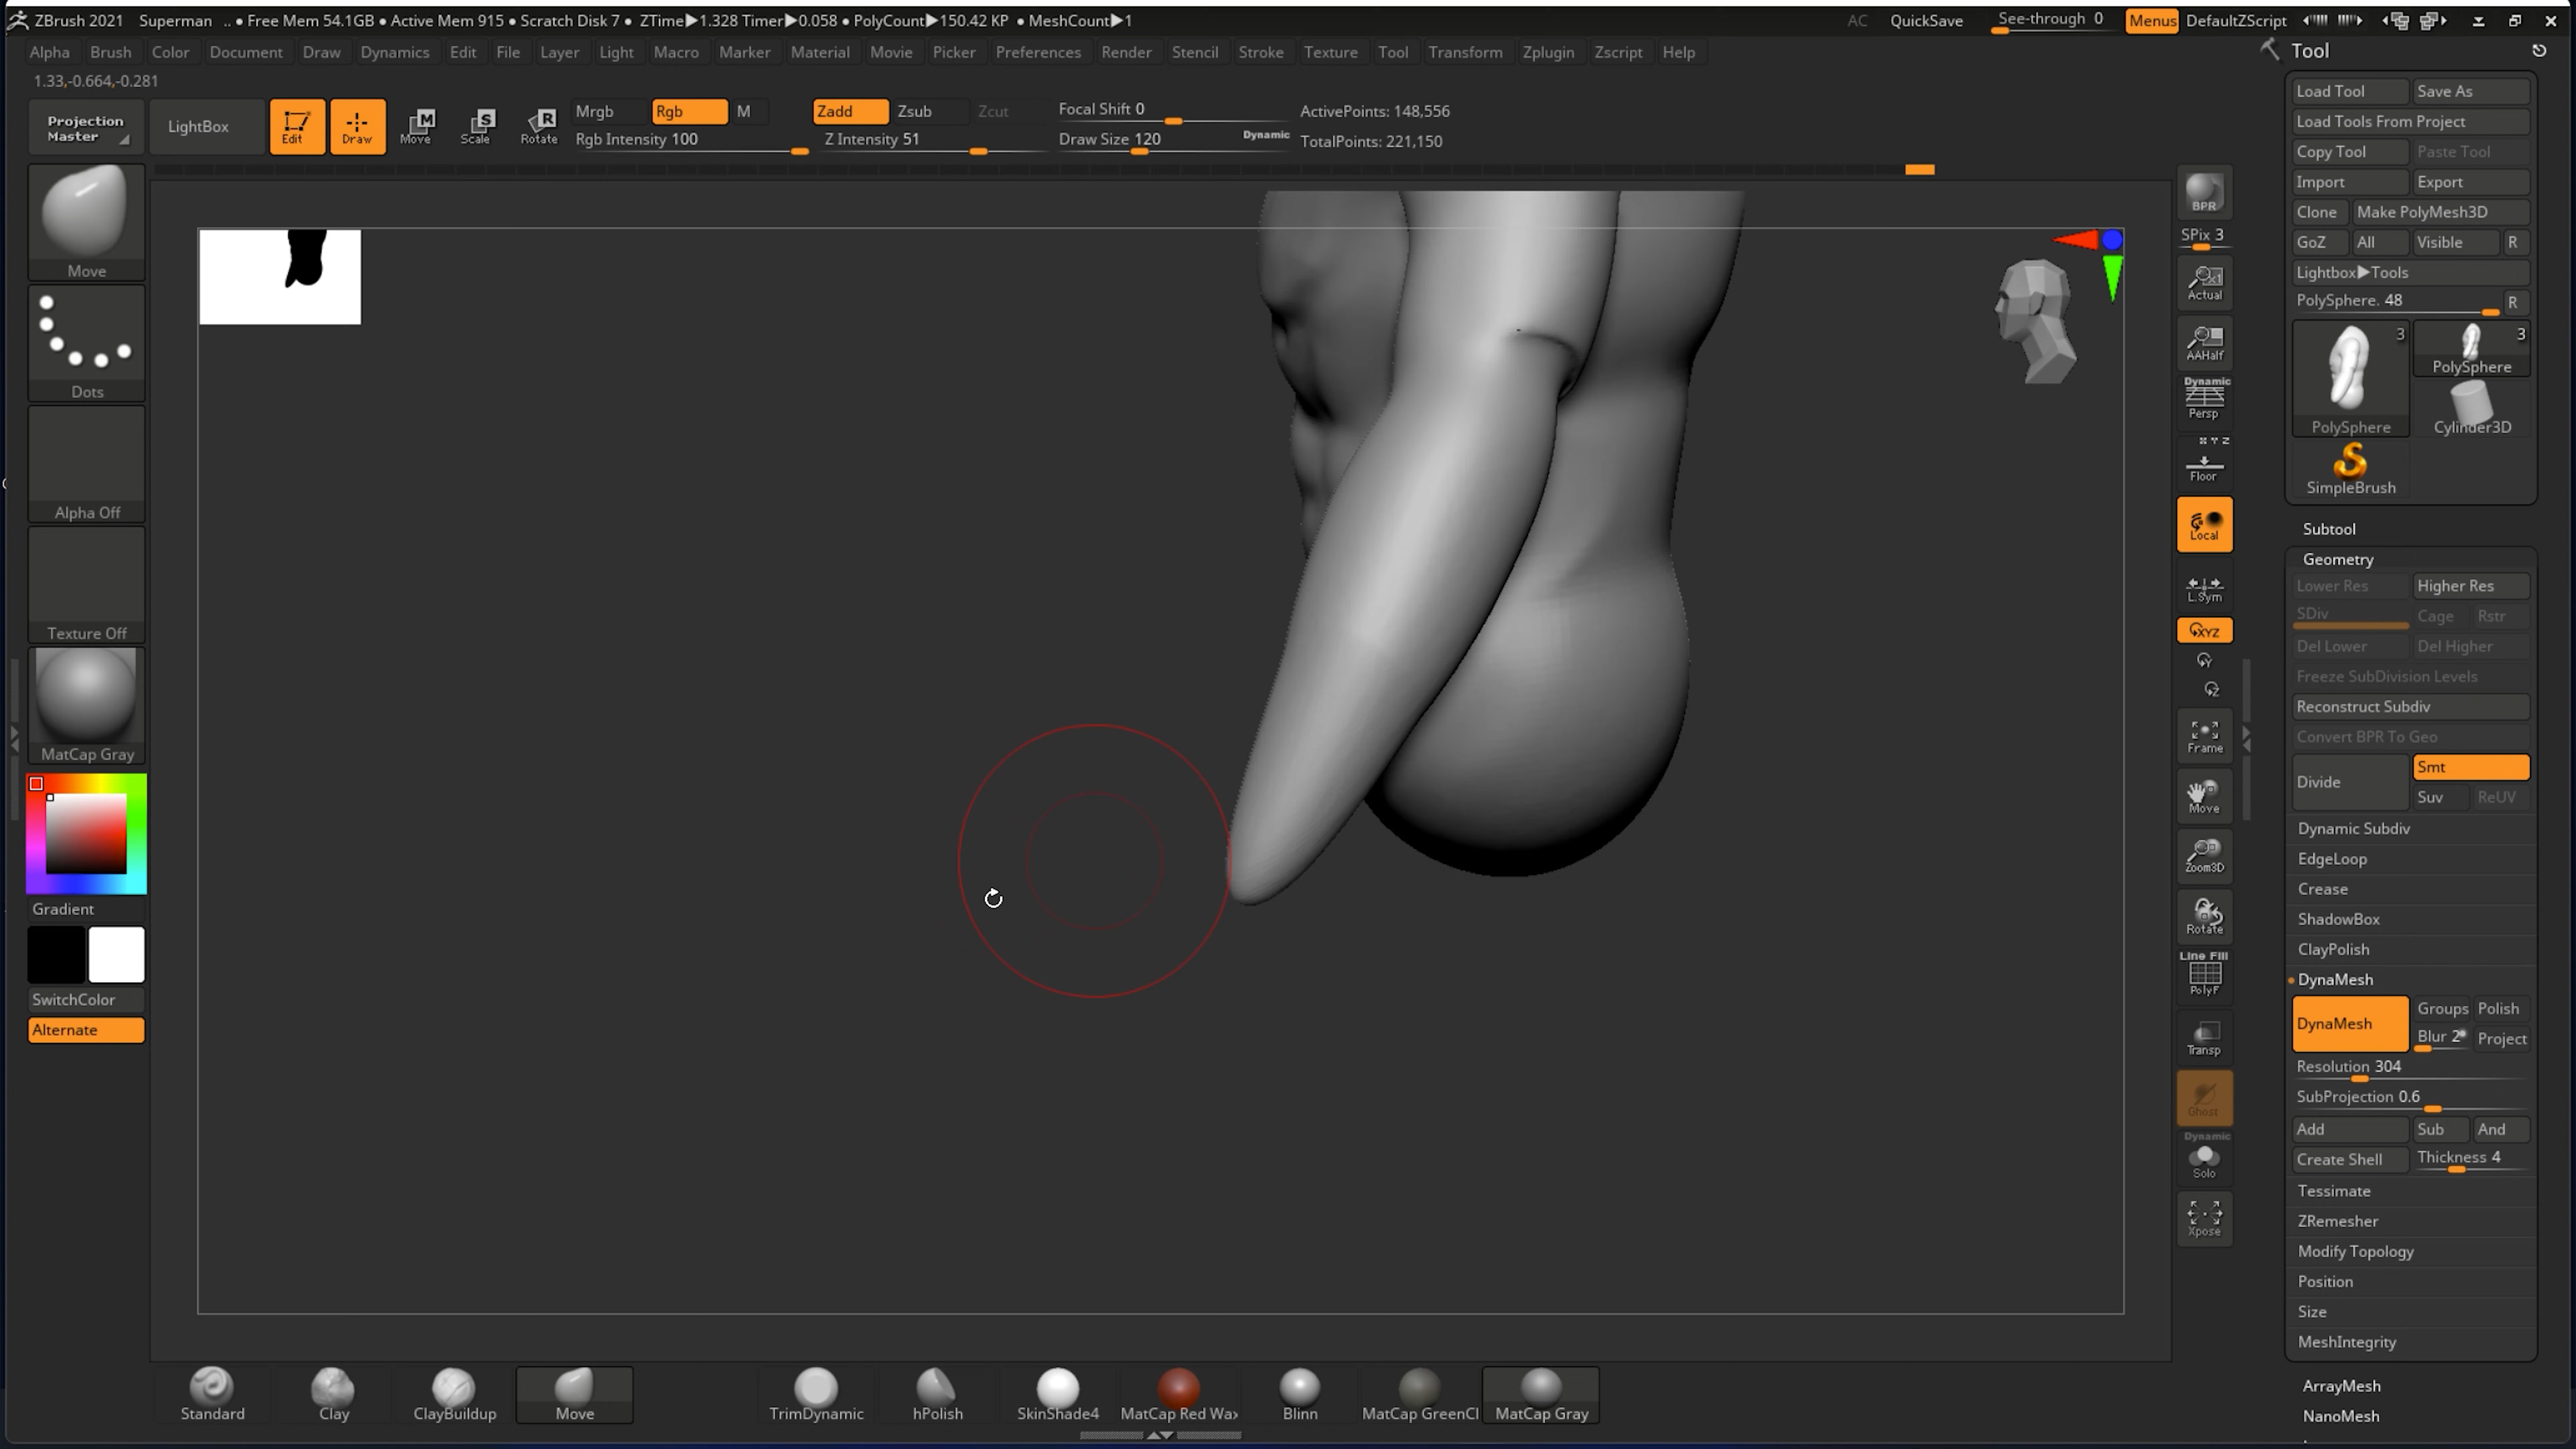 ZBrush 2021 Superman .. • Free Mem 54.1GB • Active Mem 915 • Scratch Disk 7 • ZTime▶1.328 Timer▶0.058 • PolyCount▶150.42 KP • MeshCount▶1 AC QuickSave See-through 0 Menus DefaultZScript
Alpha Brush Color Document Draw Dynamics Edit File Layer Light Macro Marker Material Movie Picker Preferences Render Stencil Stroke Texture Tool Transform Zplugin Zscript Help
1.33,-0.664,-0.281
Projection Master
LightBox
Edit
Draw
M
Move
S
Scale
R
Rotate
Mrgb Rgb M
Rgb Intensity 100
Zadd Zsub Zcut
Z Intensity 51
Focal Shift 0
Draw Size 120
Dynamic
ActivePoints: 148,556
TotalPoints: 221,150
Move
Dots
Alpha Off
Texture Off
MatCap Gray
Gradient
SwitchColor
Alternate
BPR
SPix 3
x1
Actual
AAHalf
Dynamic
Persp
X Y Z
Floor
Local
L.Sym
XYZ
Y
Z
Frame
Move
Zoom3D
Rotate
Line Fill
PolyF
Transp
Ghost
Dynamic
Solo
Xpose
Tool
Load Tool Save As
Load Tools From Project
Copy Tool Paste Tool
Import Export
Clone Make PolyMesh3D
GoZ All Visible R
Lightbox▶Tools
PolySphere. 48 R
3
PolySphere
3
PolySphere
Cylinder3D
SimpleBrush
Subtool
Geometry
Lower Res Higher Res
SDiv Cage Rstr
Del Lower Del Higher
Freeze SubDivision Levels
Reconstruct Subdiv
Convert BPR To Geo
Divide Smt
Suv ReUV
Dynamic Subdiv
EdgeLoop
Crease
ShadowBox
ClayPolish
DynaMesh
DynaMesh Groups Polish
Blur 2 Project
Resolution 304
SubProjection 0.6
Add Sub And
Create Shell Thickness 4
Tessimate
ZRemesher
Modify Topology
Position
Size
MeshIntegrity
ArrayMesh
NanoMesh
Standard Clay ClayBuildup Move TrimDynamic hPolish SkinShade4 MatCap Red Wax Blinn MatCap GreenCl MatCap Gray